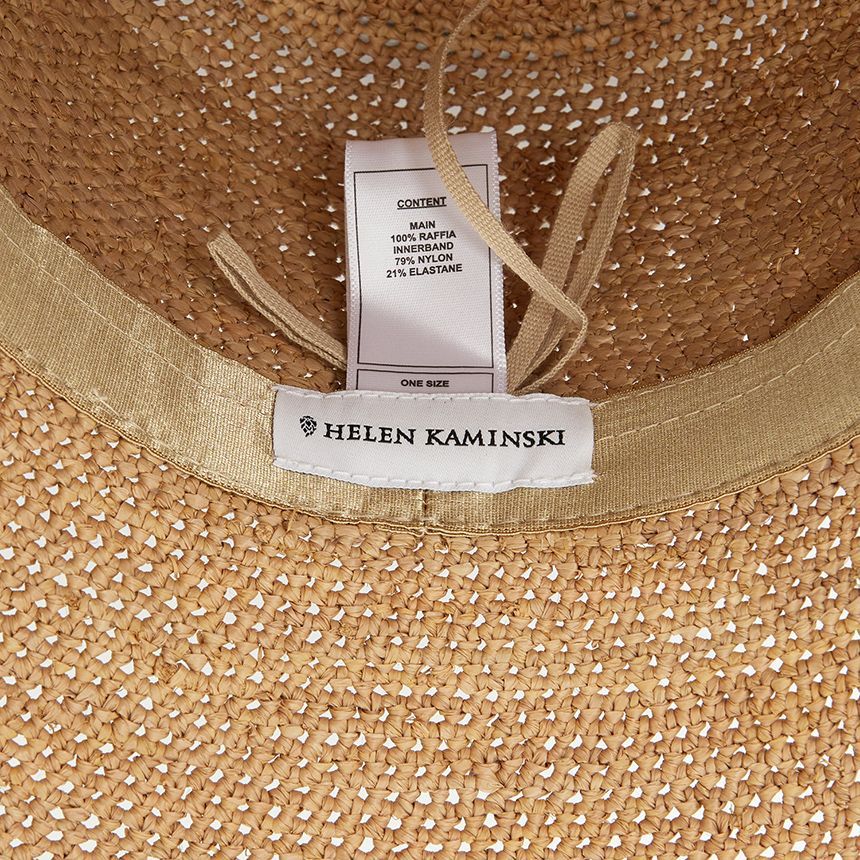 CONTENT
MAIN
100% RAFFIA
INNERBAND
79% NYLON
21% ELASTANE
ONE SIZE
HELEN KAMINSKI